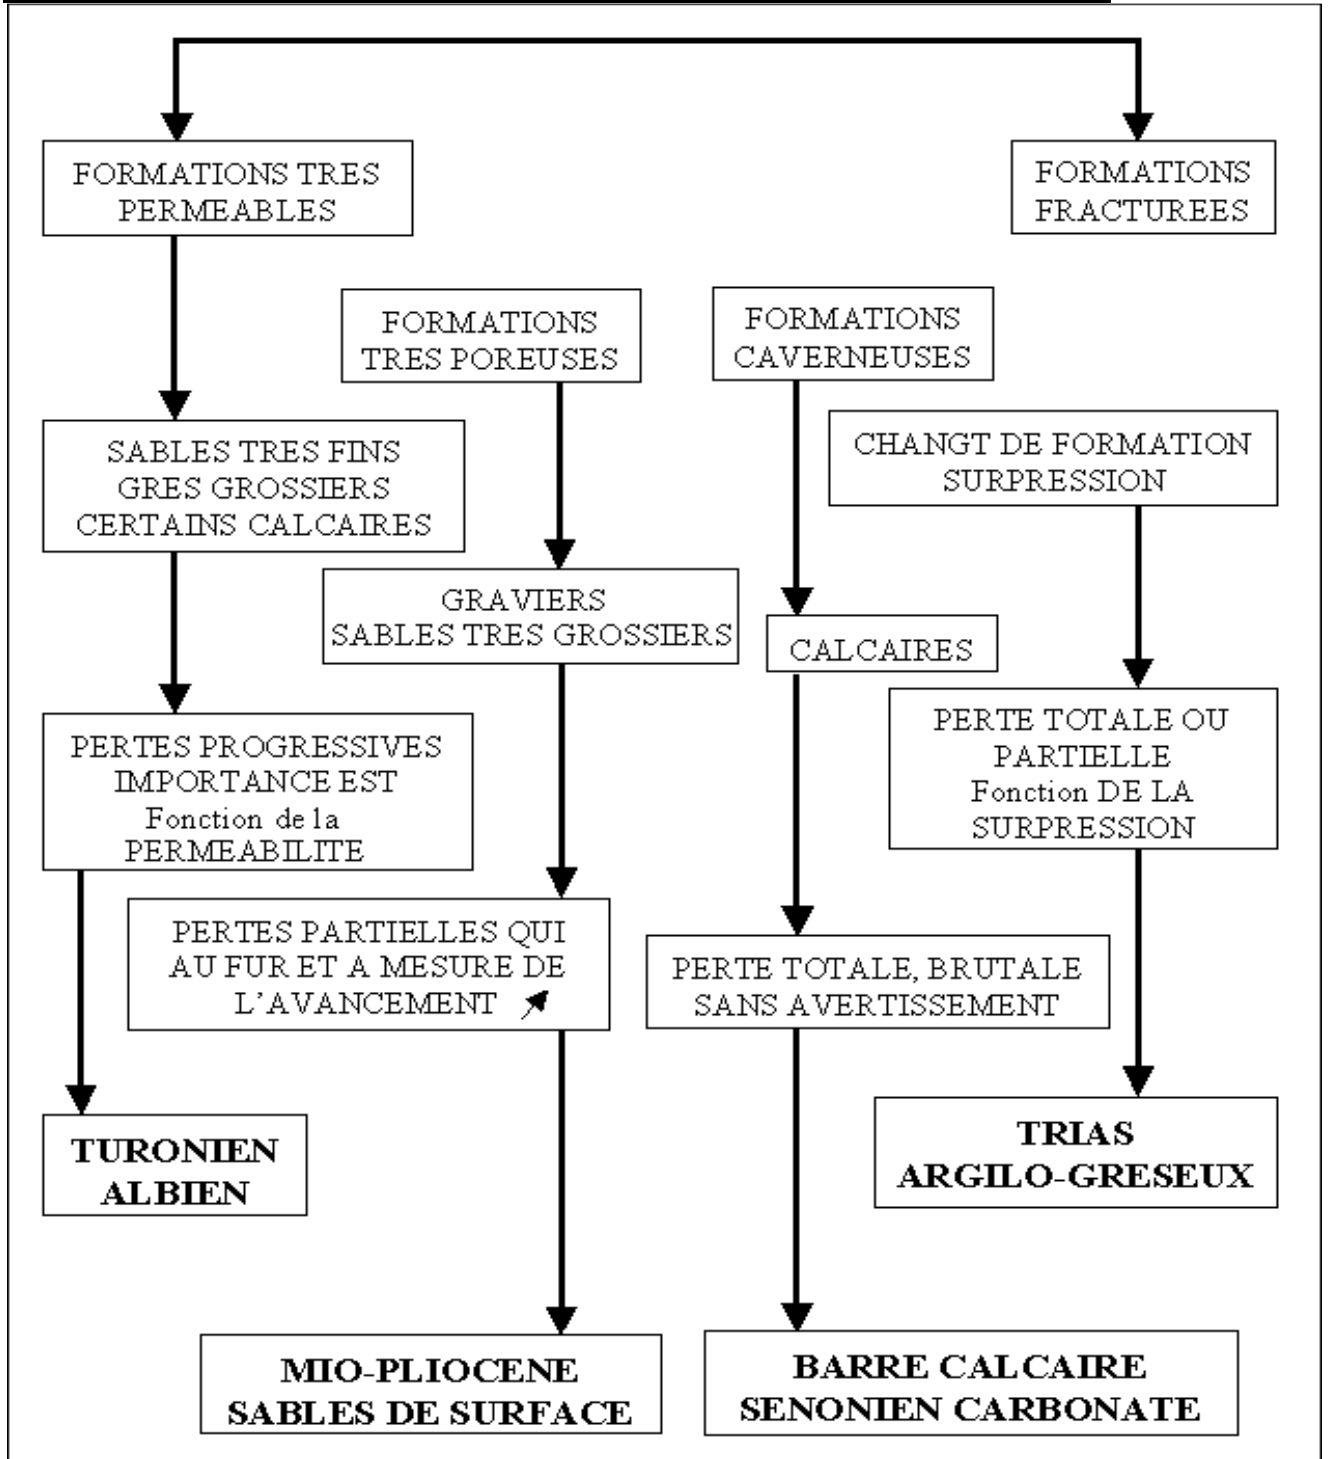 FORMATIONS TRES
PERMEABLES
FORMATIONS
FRACTUREES
FORMATIONS
TRES POREUSES
FORMATIONS
CAVERNEUSES
SABLES TRES FINS
GRES GROSSIERS
CERTAINS CALCAIRES
CHANGT DE FORMATION
SURPRESSION
GRAVIERS
SABLES TRES GROSSIERS
CALCAIRES
PERTES PROGRESSIVES
IMPORTANCE EST
Fonction de la
PERMEABILITE
PERTE TOTALE OU
PARTIELLE
Fonction DE LA
SURPRESSION
PERTES PARTIELLES QUI
AU FUR ET A MESURE DE
L'AVANCEMENT
PERTE TOTALE, BRUTALE
SANS AVERTISSEMENT
TURONIEN
ALBIEN
TRIAS
ARGILO-GRESEUX
MIO-PLIOCENE
SABLES DE SURFACE
BARRE CALCAIRE
SENONIEN CARBONATE